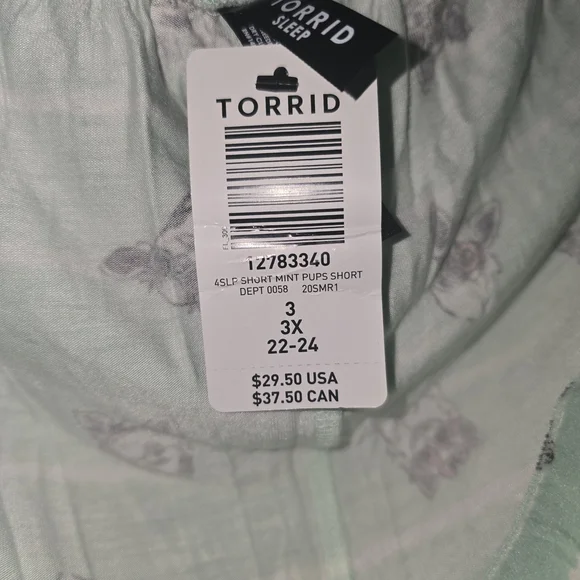 TORRID
SLEEP
TORRID
12783340
4SLP SHORT MINT PUPS SHORT
DEPT 0058 20SMR1
3
3X
22-24
$29.50 USA
$37.50 CAN